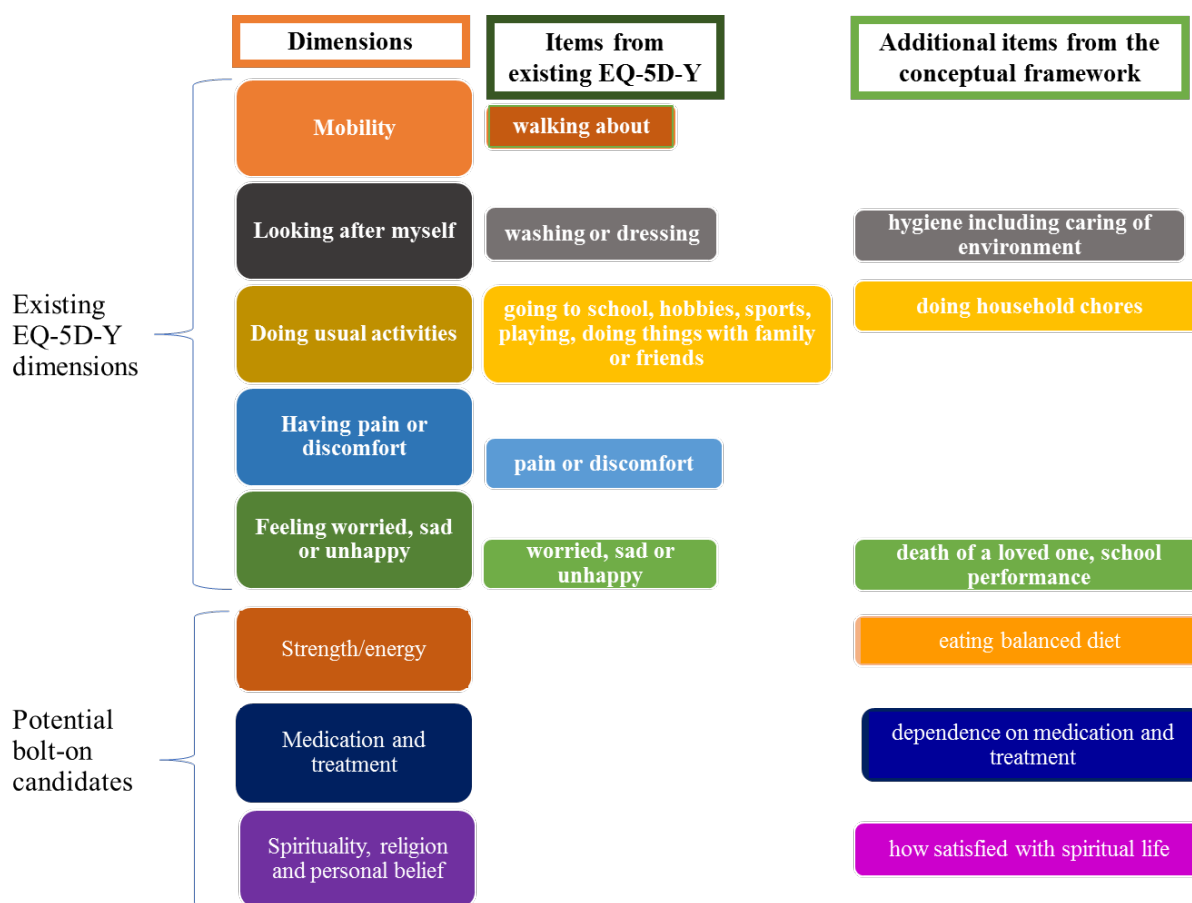 Dimensions
Items from
existing EQ-5D-Y
Additional items from the
conceptual framework
Existing
EQ-5D-Y
dimensions
Mobility
walking about
Looking after myself
washing or dressing
hygiene including caring of
environment
Doing usual activities
going to school, hobbies, sports,
playing, doing things with family
or friends
doing household chores
Having pain or
discomfort
pain or discomfort
Feeling worried, sad
or unhappy
worried, sad or
unhappy
death of a loved one, school
performance
Potential
bolt-on
candidates
Strength/energy
eating balanced diet
Medication and
treatment
dependence on medication and
treatment
Spirituality, religion
and personal belief
how satisfied with spiritual life